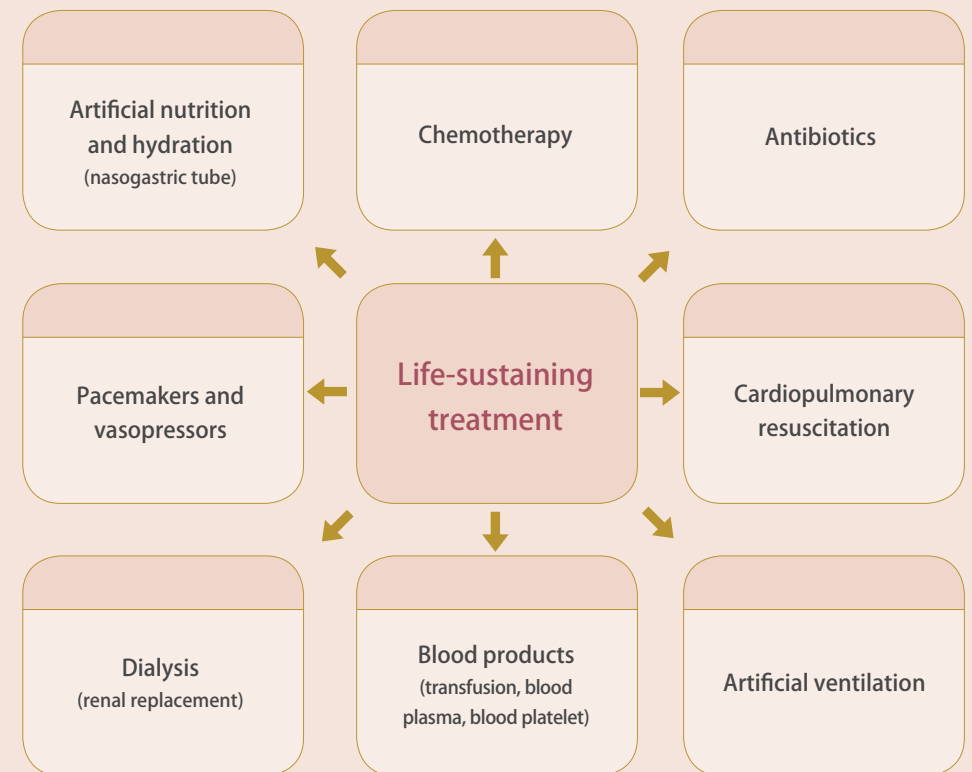 Artificial nutrition
and hydration
(nasogastric tube)
Chemotherapy
Antibiotics
Pacemakers and
vasopressors
Life-sustaining
treatment
Cardiopulmonary
resuscitation
Dialysis
(renal replacement)
Blood products
(transfusion, blood
plasma, blood platelet)
Artificial ventilation